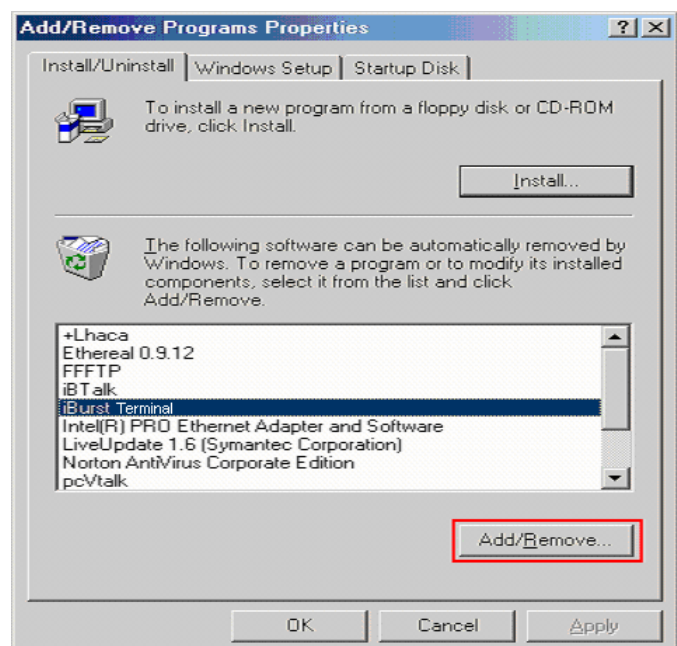 Add/Remove Programs Properties
Install/Uninstall Windows Setup Startup Disk
To install a new program from a floppy disk or CD-ROM
drive, click Install.
Install...
The following software can be automatically removed by
Windows. To remove a program or to modify its installed
components, select it from the list and click
Add/Remove.
+Lhaca
Ethereal 0.9.12
FFFTP
iBTalk
iBurst Terminal
Intel(R) PRO Ethernet Adapter and Software
LiveUpdate 1.6 (Symantec Corporation)
Norton AntiVirus Corporate Edition
pcVtalk
Add/Remove...
OK Cancel Apply